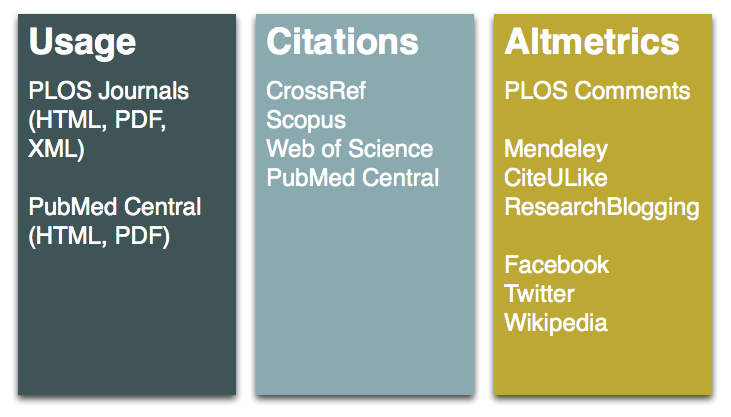 Usage
PLOS Journals
(HTML, PDF,
XML)
PubMed Central
(HTML, PDF)
Citations
CrossRef
Scopus
Web of Science
PubMed Central
Altmetrics
PLOS Comments
Mendeley
CiteULike
ResearchBlogging
Facebook
Twitter
Wikipedia